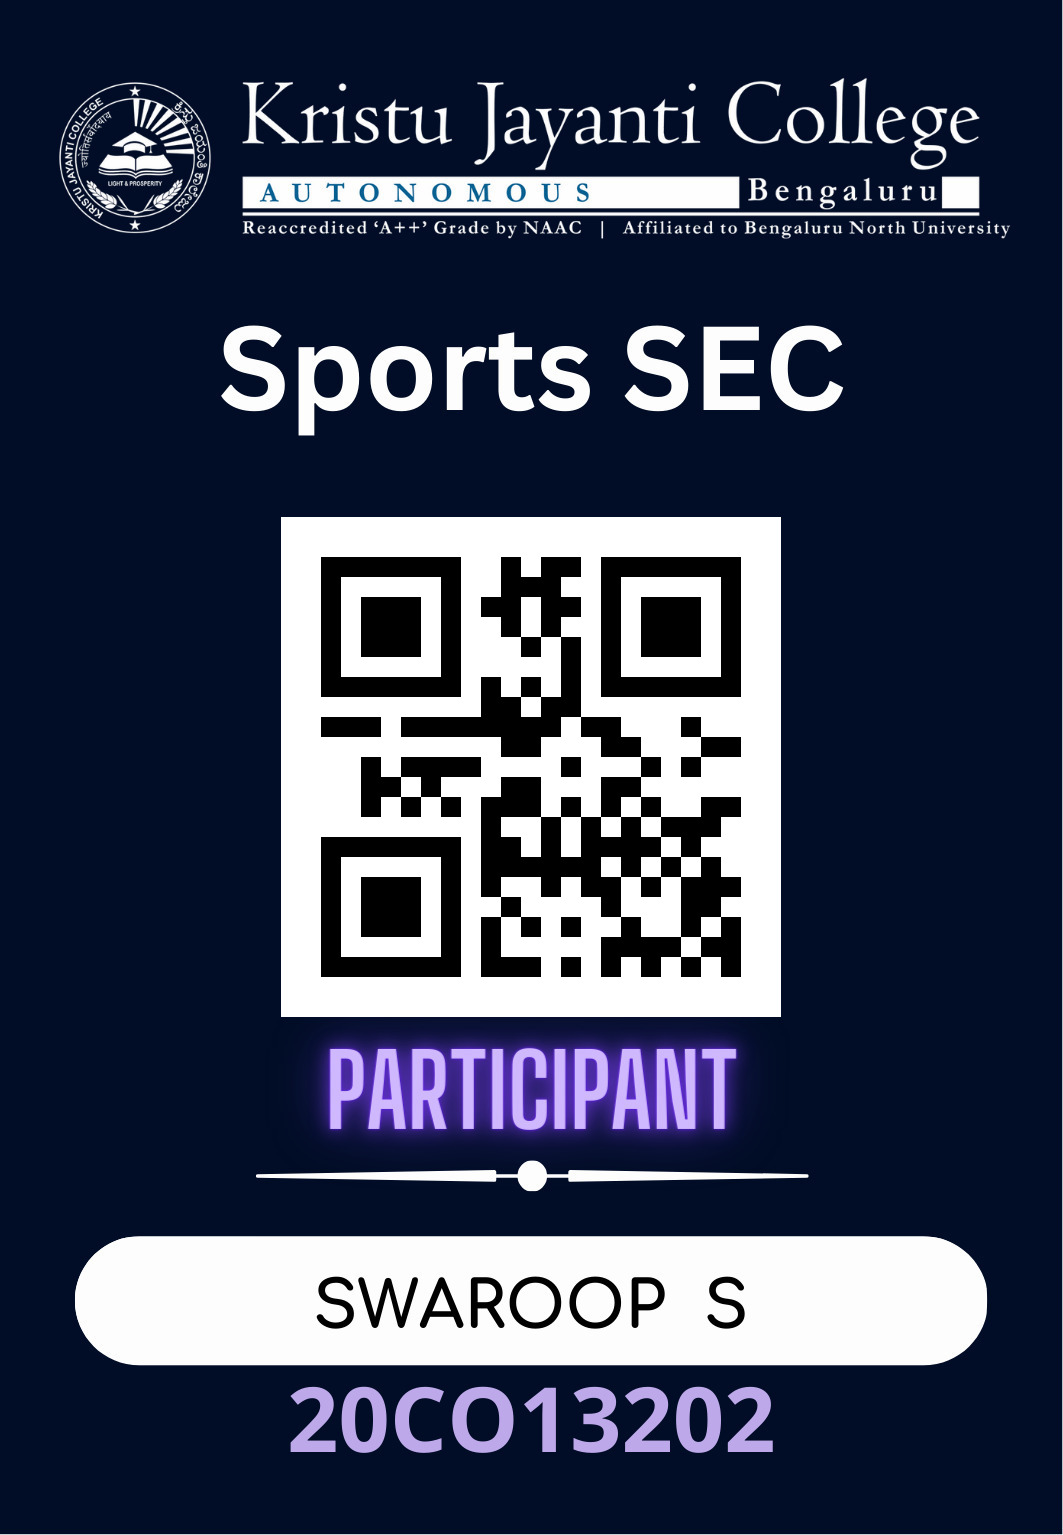 KRISTU JAYANTI COLLEGE
LIGHT & PROSPERITY
Kristu Jayanti College
AUTONOMOUS Bengaluru
Reaccredited ‘A++’ Grade by NAAC | Affiliated to Bengaluru North University
Sports SEC
PARTICIPANT
SWAROOP S
20CO13202